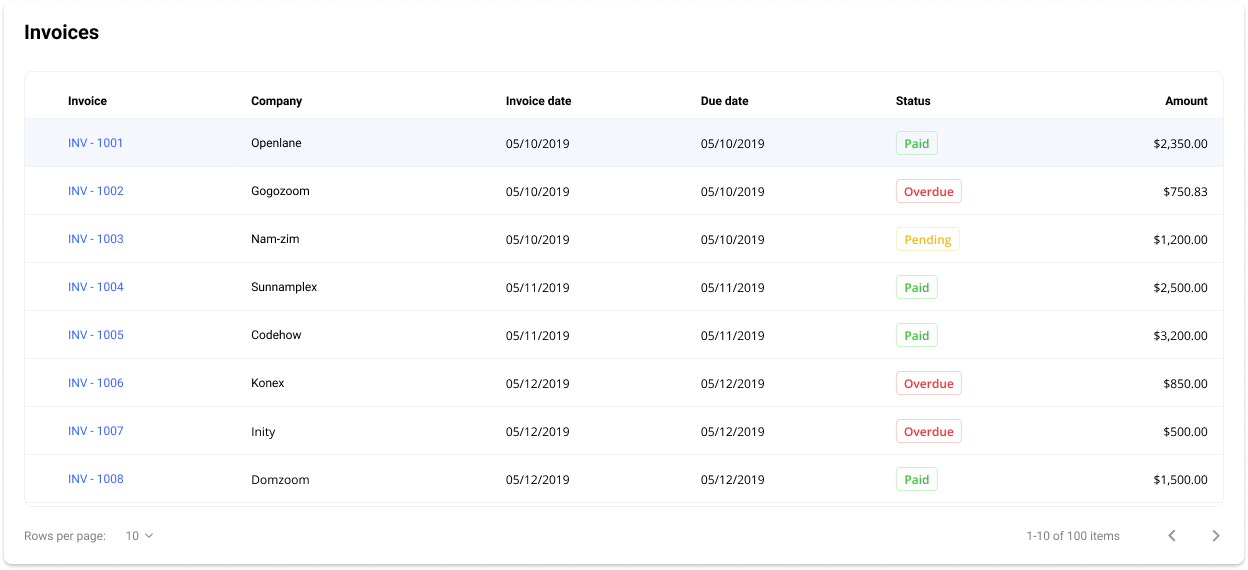 Invoices
Invoice Company Invoice date Due date Status Amount
INV - 1001 Openlane 05/10/2019 05/10/2019 Paid $2,350.00
INV - 1002 Gogozoom 05/10/2019 05/10/2019 Overdue $750.83
INV - 1003 Nam-zim 05/10/2019 05/10/2019 Pending $1,200.00
INV - 1004 Sunnamplex 05/11/2019 05/11/2019 Paid $2,500.00
INV - 1005 Codehow 05/11/2019 05/11/2019 Paid $3,200.00
INV - 1006 Konex 05/12/2019 05/12/2019 Overdue $850.00
INV - 1007 Inity 05/12/2019 05/12/2019 Overdue $500.00
INV - 1008 Domzoom 05/12/2019 05/12/2019 Paid $1,500.00
Rows per page: 10 1-10 of 100 items